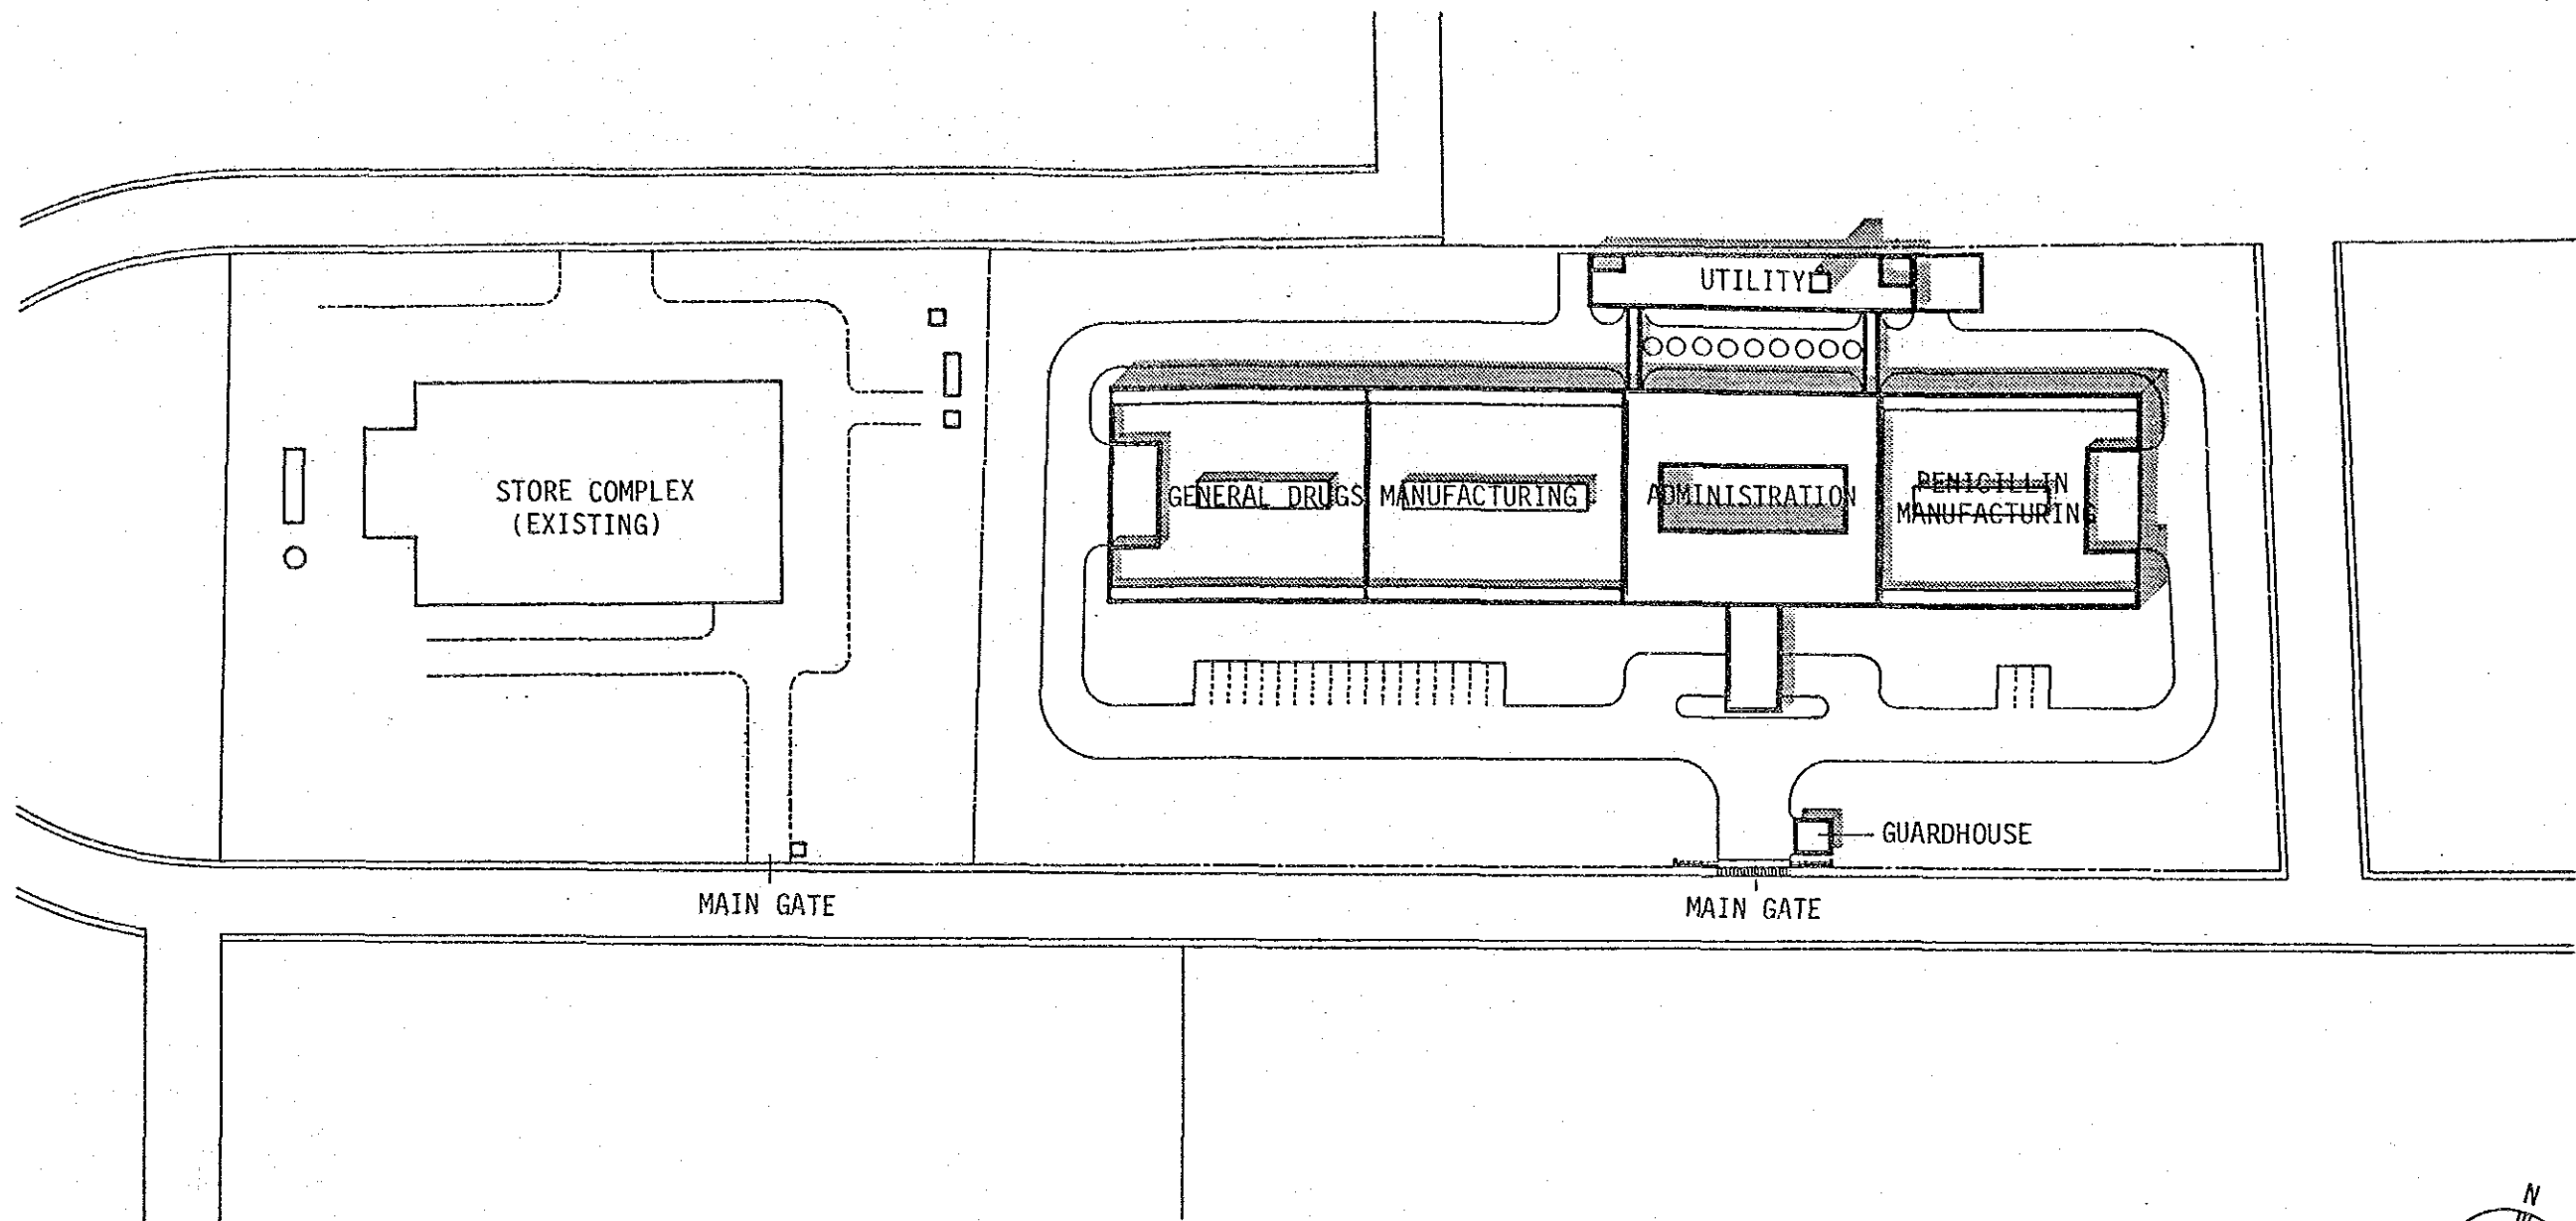 UTILITY
STORE COMPLEX
(EXISTING)
GENERAL DRUGS MANUFACTURING
ADMINISTRATION
PENICILLIN
MANUFACTURING
GUARDHOUSE
MAIN GATE
MAIN GATE
N